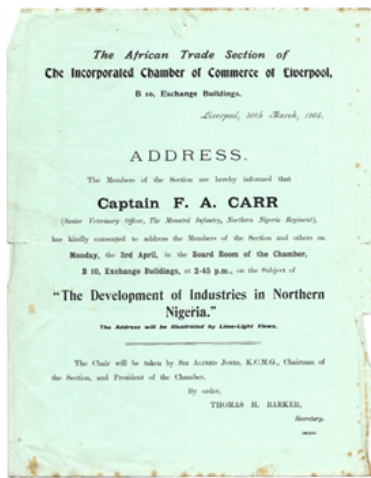 The African Trade Section of
The Incorporated Chamber of Commerce of Liverpool,
B 10, Exchange Buildings,
Liverpool, 30th March,
ADDRESS.
The Members of the Section are hereby informed that
Captain F. A. CARR
(Senior Veterinary Officer, The Mounted Infantry, Northern Nigeria Regiment),
has kindly consented to address the Members of the Section and others on
Monday, the 3rd April, in the Board Room of the Chamber,
B 10, Exchange Buildings, at 2-45 p.m., on the Subject of
"The Development of Industries in Northern
Nigeria."
The Address will be Illustrated by Lime-Light Views.
The Chair will be taken by Sir Alfred Jones, K.C.M.G., Chairman of
the Section, and President of the Chamber.
By order,
THOMAS H. BARKER,
Secretary.